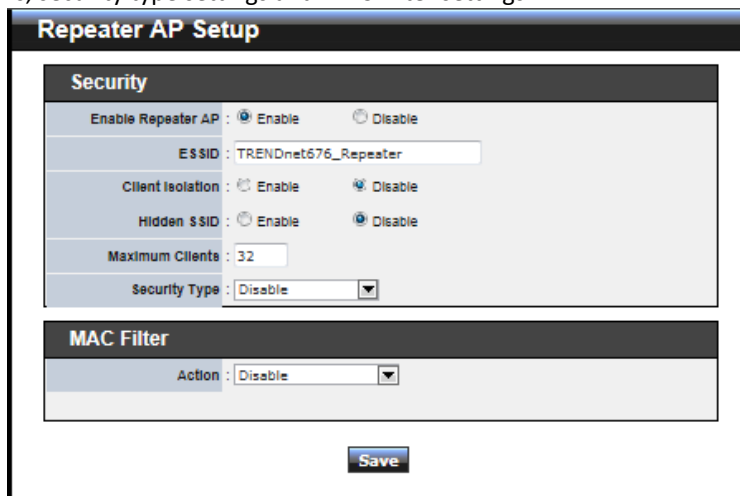 Repeater AP Setup
Security
Enable Repeater AP : Enable Disable
ESSID : TRENDnet676_Repeater
Client Isolation : Enable Disable
Hidden SSID : Enable Disable
Maximum Clients : 32
Security Type : Disable
MAC Filter
Action : Disable
Save